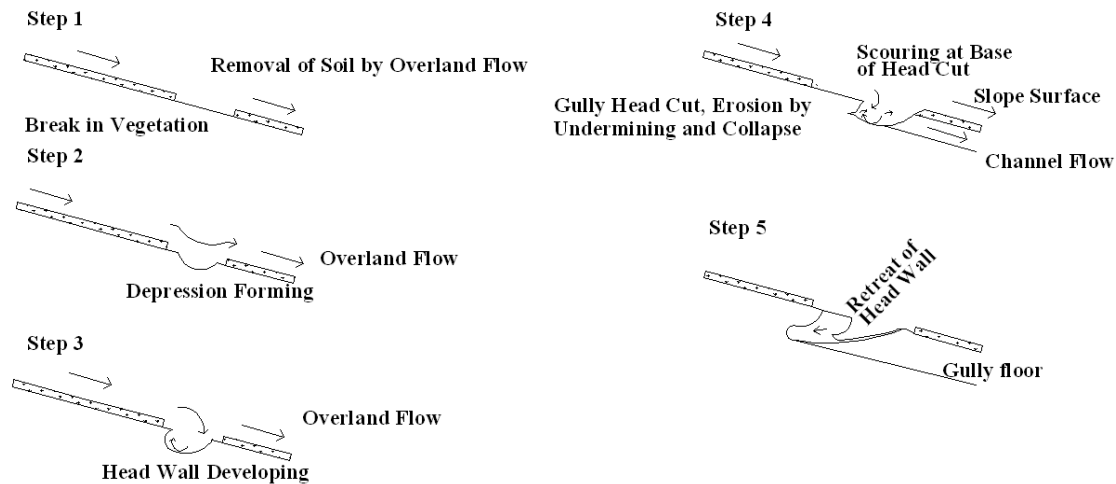 Step 1
Removal of Soil by Overland Flow
Break in Vegetation
Step 2
Overland Flow
Depression Forming
Step 3
Overland Flow
Head Wall Developing
Step 4
Scouring at Base
of Head Cut
Slope Surface
Gully Head Cut, Erosion by
Undermining and Collapse
Channel Flow
Step 5
Retreat of
Head Wall
Gully floor